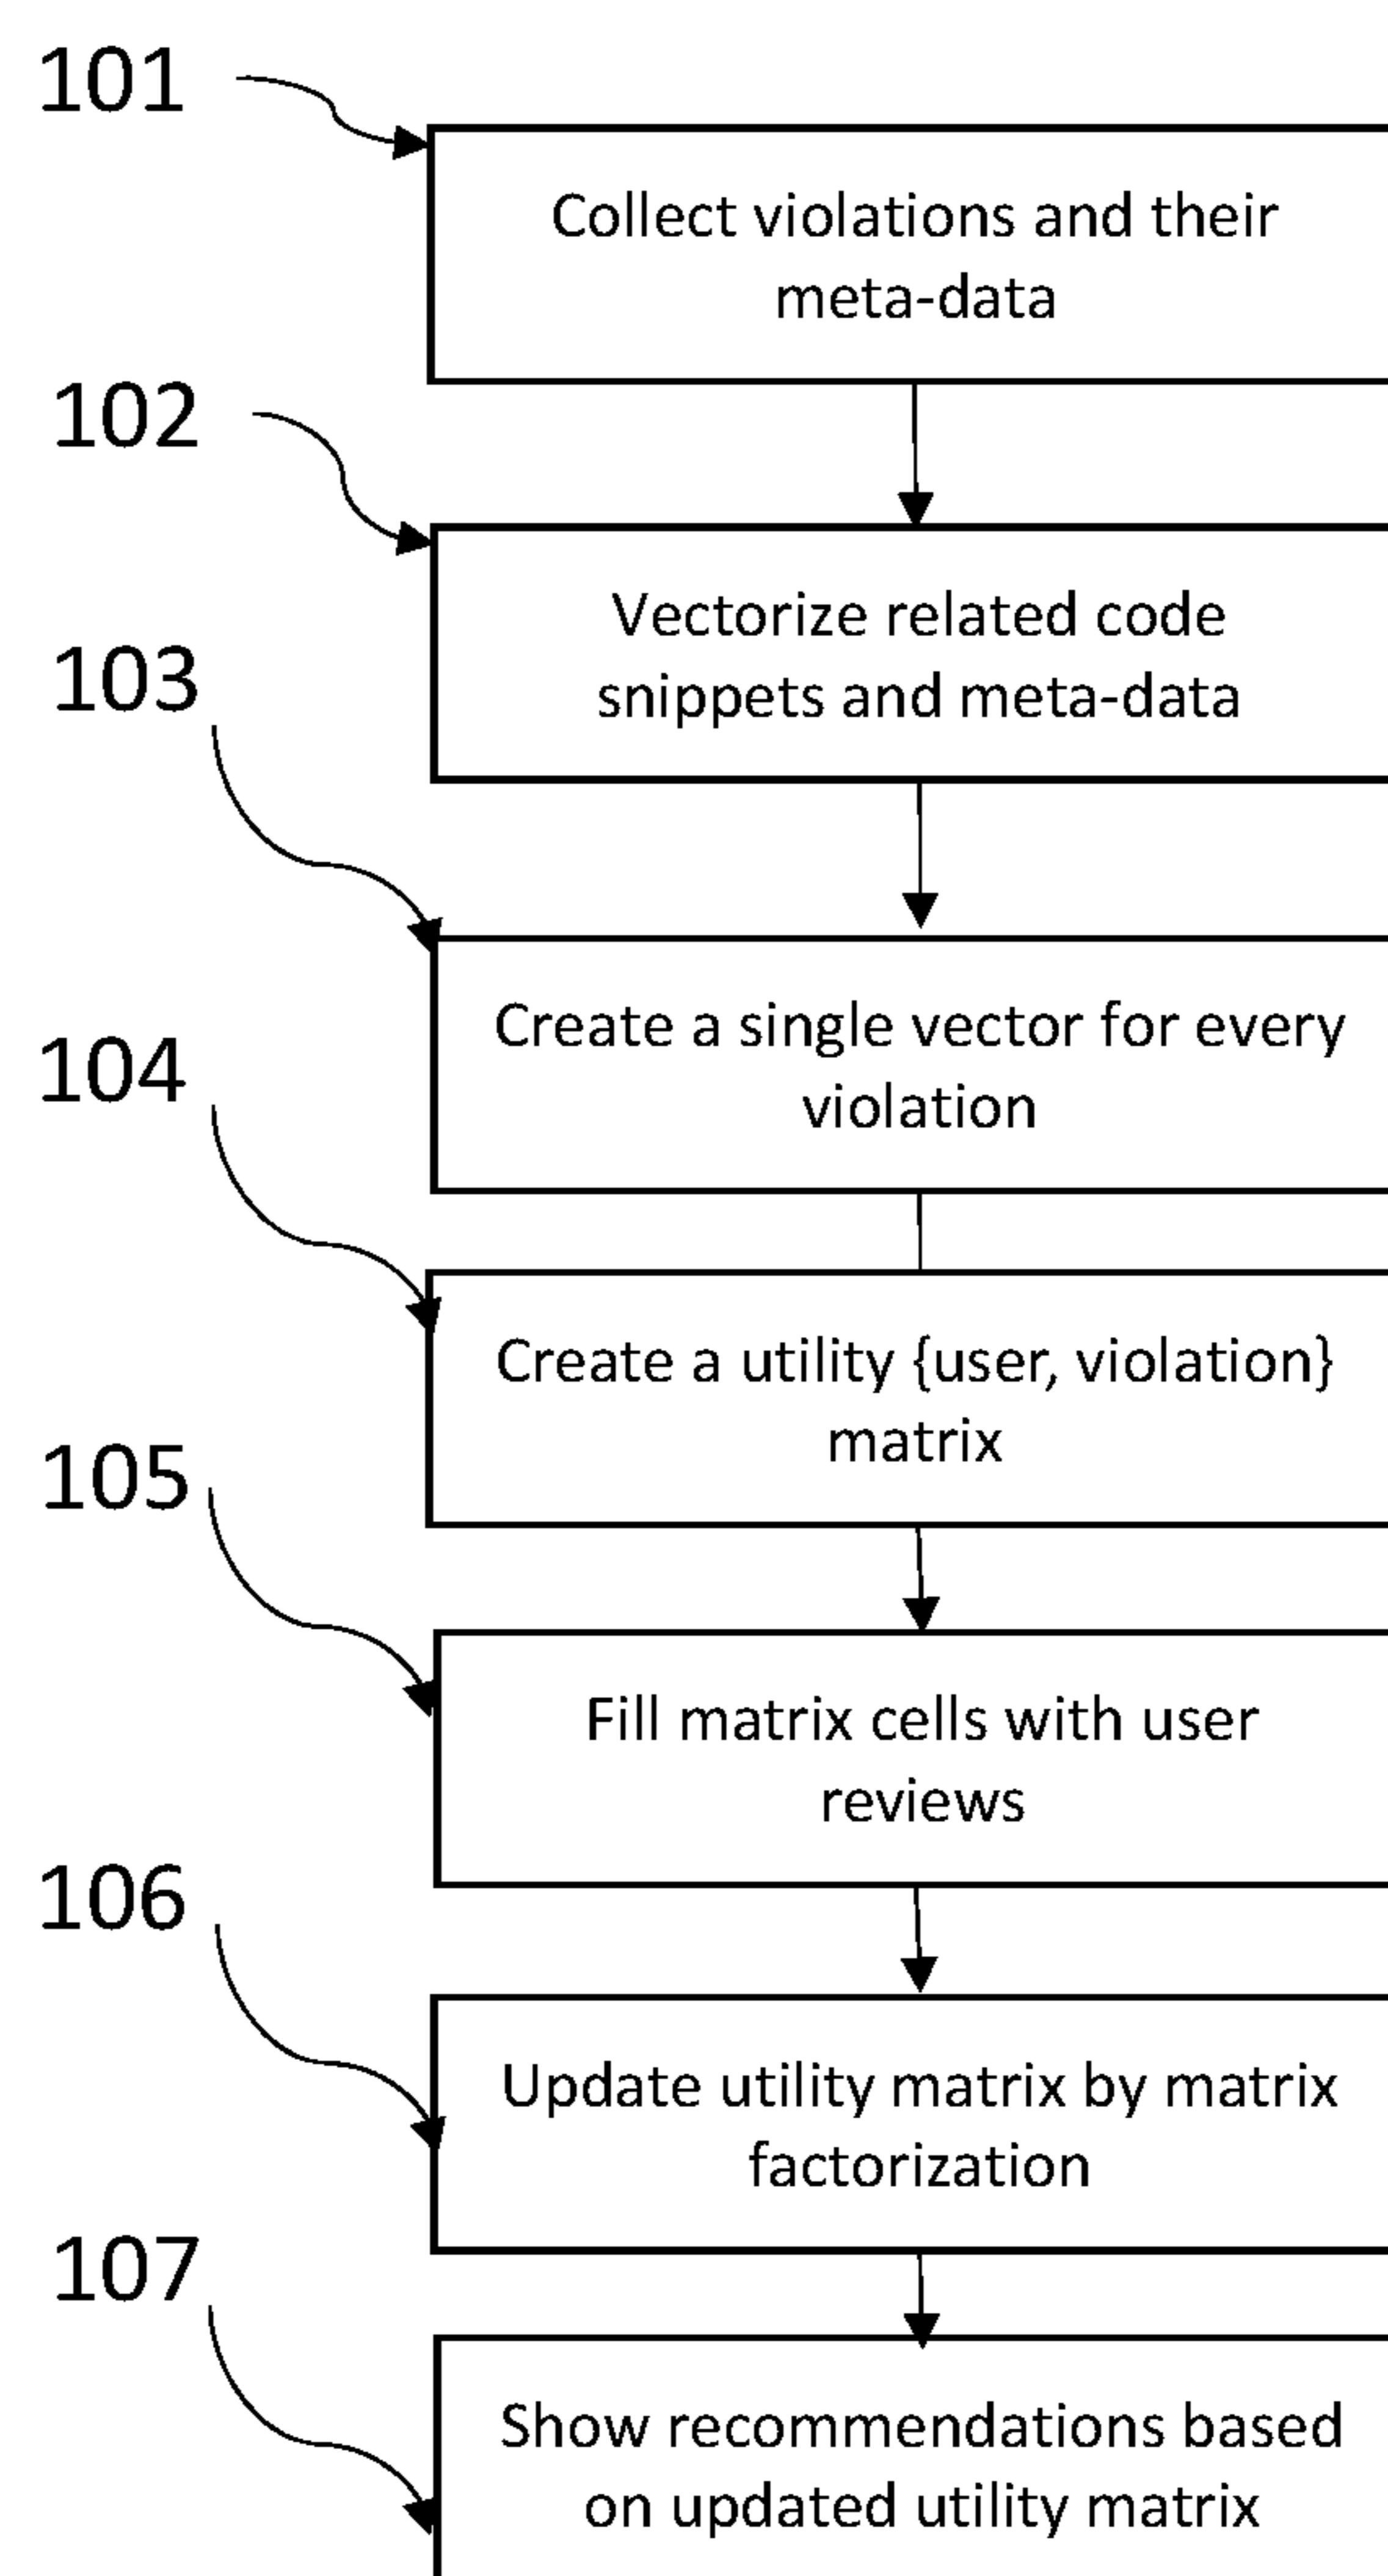 101
Collect violations and their
meta-data
102
Vectorize related code
snippets and meta-data
103
Create a single vector for every
violation
104
Create a utility {user, violation}
matrix
105
Fill matrix cells with user
reviews
106
Update utility matrix by matrix
factorization
107
Show recommendations based
on updated utility matrix